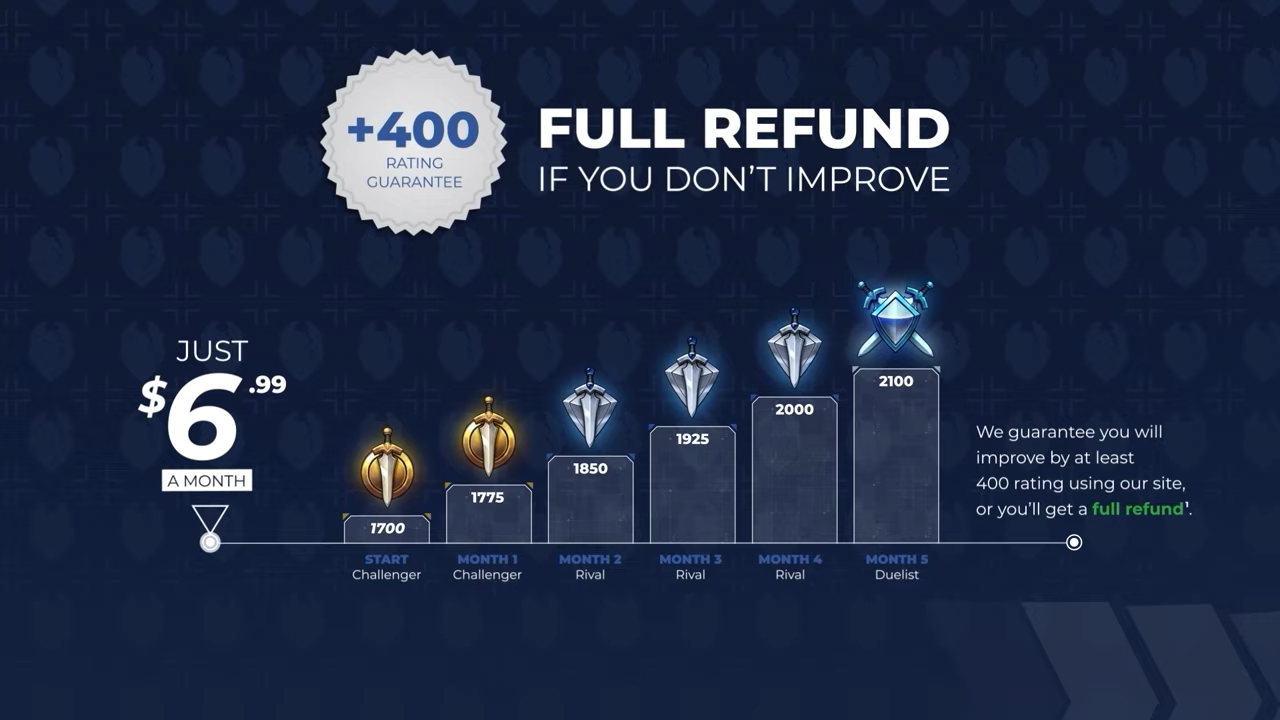 +400
RATING
GUARANTEE
FULL REFUND
IF YOU DON'T IMPROVE
JUST
$6.99
A MONTH
1700
1775
1850
1925
2000
2100
START
Challenger
MONTH 1
Challenger
MONTH 2
Rival
MONTH 3
Rival
MONTH 4
Rival
MONTH 5
Duelist
We guarantee you will
improve by at least
400 rating using our site,
or you'll get a full refund¹.